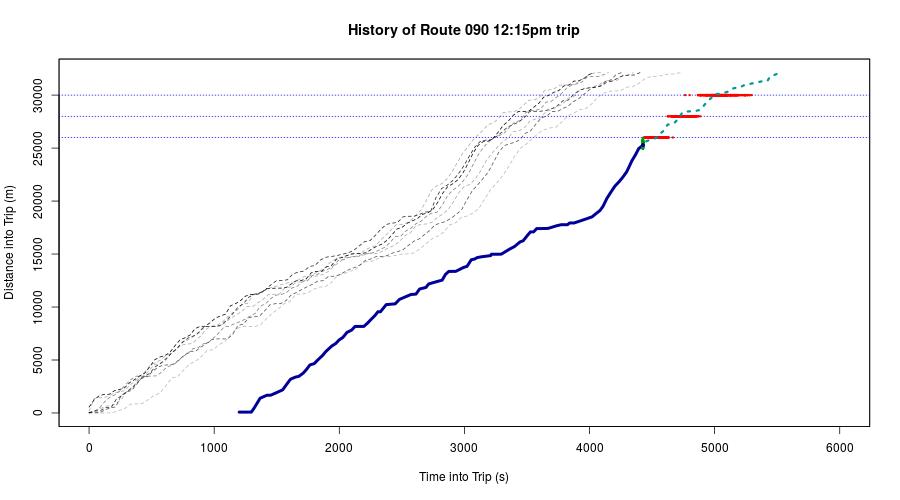 History of Route 090 12:15pm trip
Distance into Trip (m)
30000
25000
20000
15000
10000
5000
0
0 1000 2000 3000 4000 5000 6000
Time into Trip (s)